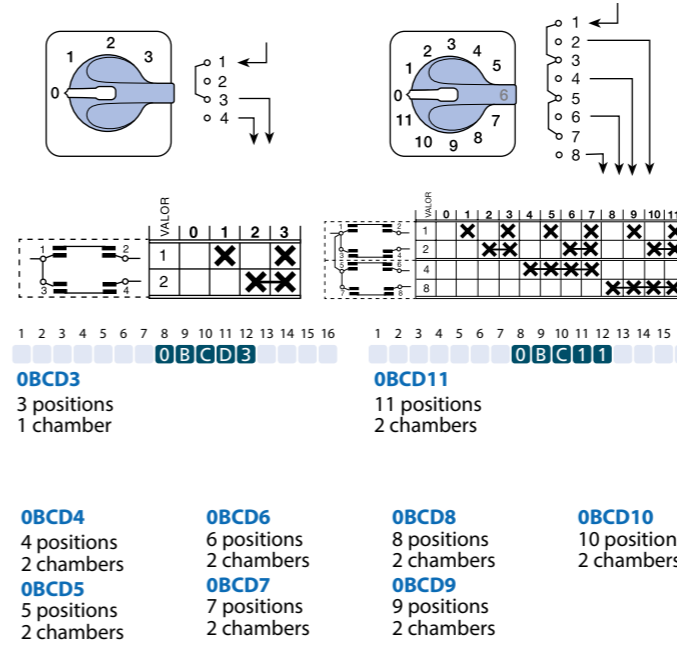 0
1
2
3
1
2
3
4
VALOR
0 1 2 3
1
2
1 2
3 4
1 2 3 4 5 6 7 8 9 10 11 12 13 14 15 16
0 B C D 3
0BCD3
3 positions
1 chamber
0
1
2
3
4
5
6
7
8
9
10
11
1
2
3
4
5
6
7
8
VALOR
0 1 2 3 4 5 6 7 8 9 10 11
1
2
4
8
1 2 3 4 5 6 7 8 9 10 11 12 13 14 15
0 B C 1 1
0BCD11
11 positions
2 chambers
0BCD4
4 positions
2 chambers
0BCD5
5 positions
2 chambers
0BCD6
6 positions
2 chambers
0BCD7
7 positions
2 chambers
0BCD8
8 positions
2 chambers
0BCD9
9 positions
2 chambers
0BCD10
10 position
2 chambers